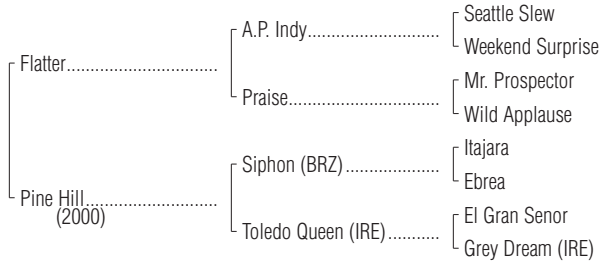 Seattle Slew
A.P. Indy..............................
Weekend Surprise
Flatter..................................
Mr. Prospector
Praise..................................
Wild Applause
Itajara
Siphon (BRZ).....................
Ebrea
Pine Hill..............................
(2000)
El Gran Senor
Toledo Queen (IRE)...........
Grey Dream (IRE)